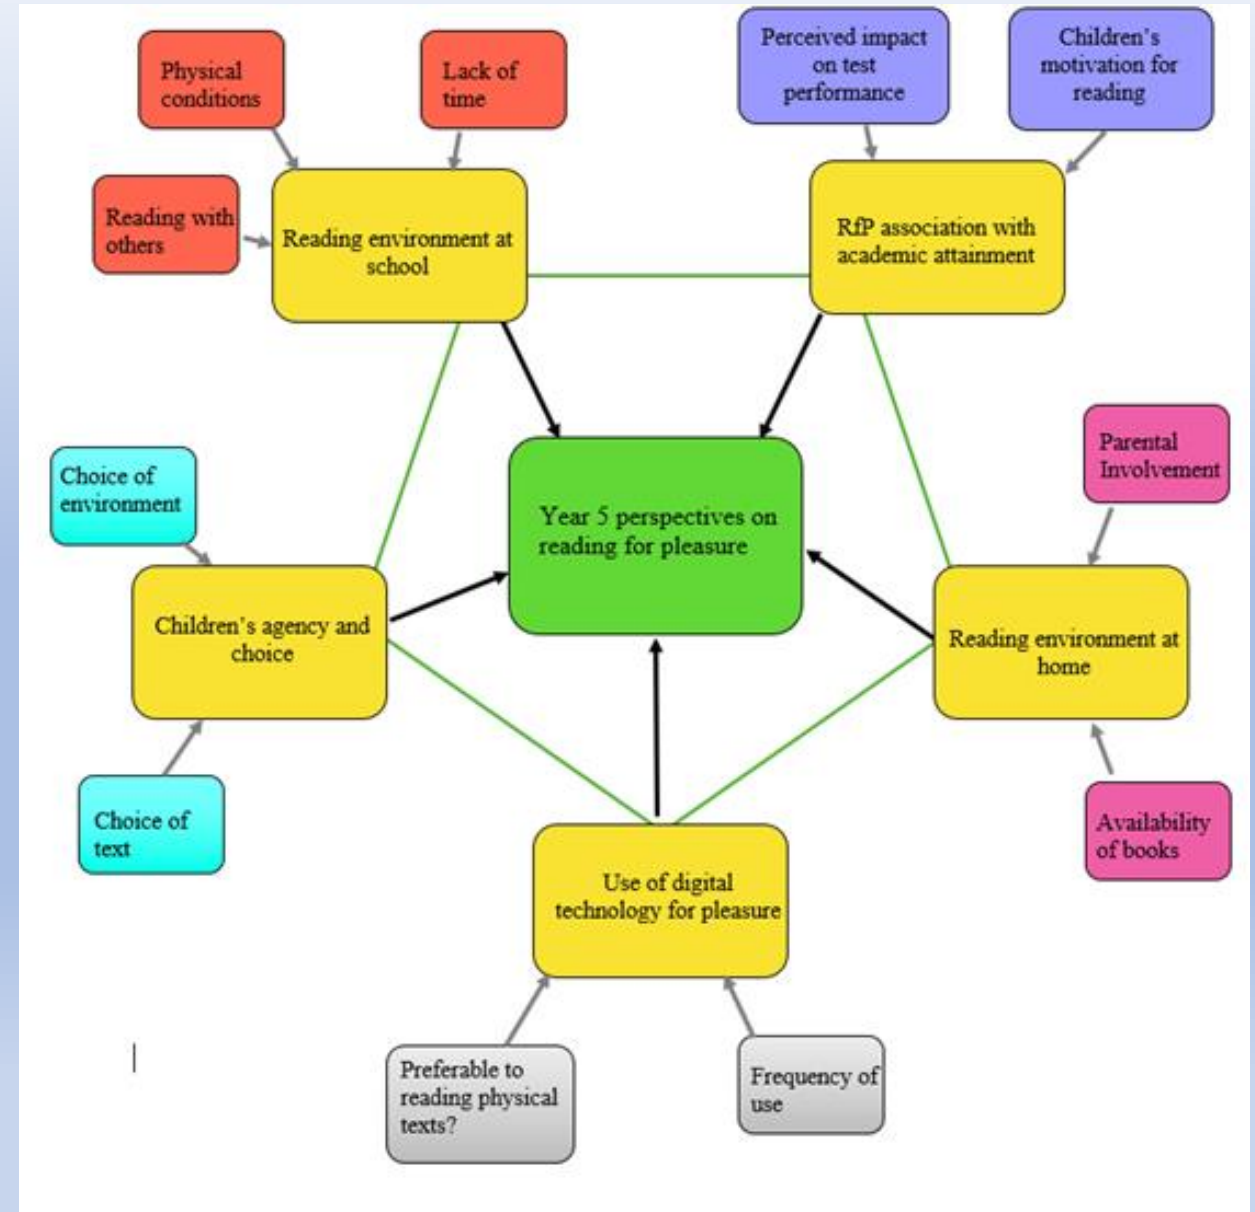 Physical
conditions
Lack of
time
Perceived impact
on test
performance
Children's
motivation for
reading
Reading with
others
Reading environment at
school
RfP association with
academic attainment
Parental
Involvement
Choice of
environment
Year 5 perspectives on
reading for pleasure
Children's agency and
choice
Reading environment at
home
Choice of
text
Availability
of books
Use of digital
technology for pleasure
Preferable to
reading physical
texts?
Frequency of
use